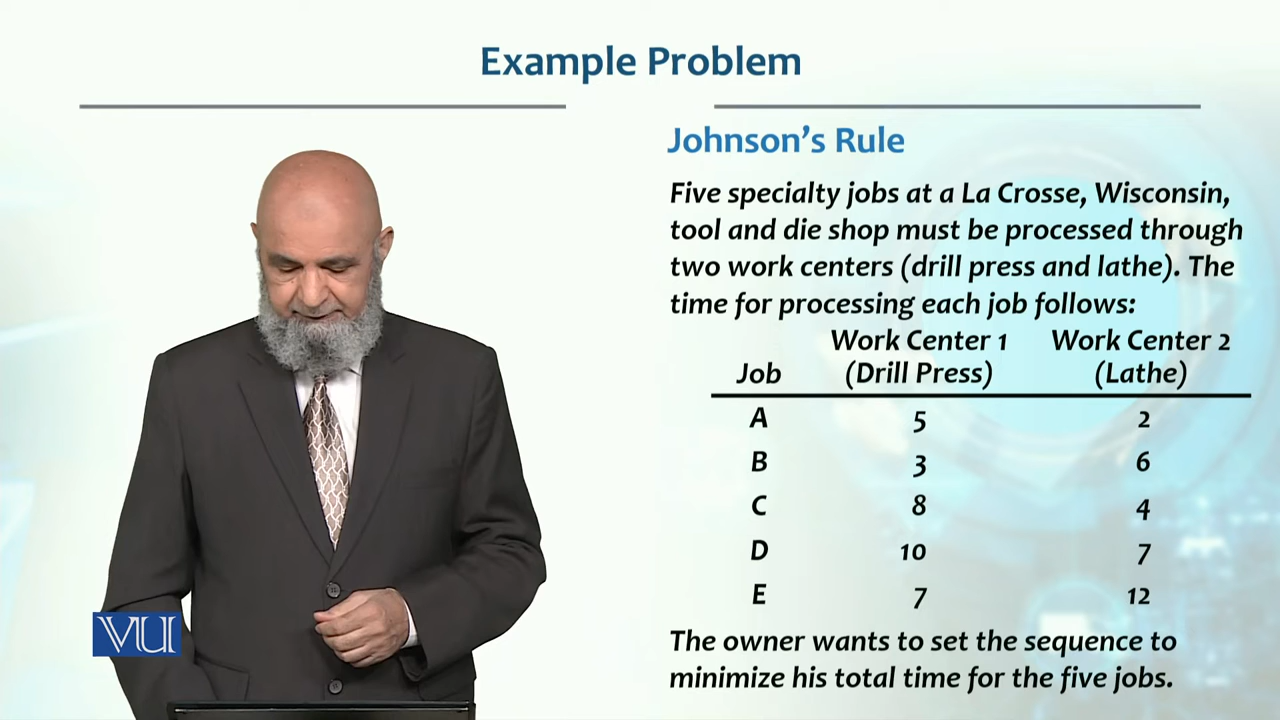 Example Problem
Johnson's Rule
Five specialty jobs at a La Crosse, Wisconsin,
tool and die shop must be processed through
two work centers (drill press and lathe). The
time for processing each job follows:
Work Center 1 Work Center 2
Job (Drill Press) (Lathe)
A 5 2
B 3 6
C 8 4
D 10 7
E 7 12
The owner wants to set the sequence to
minimize his total time for the five jobs.
VU